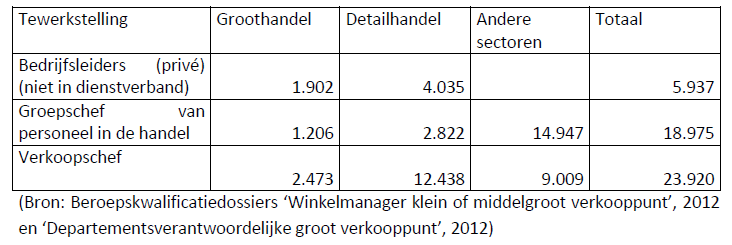 Tewerkstelling Groothandel Detailhandel Andere Totaal
sectoren
Bedrijfsleiders (privé)
(niet in dienstverband) 1.902 4.035 5.937
Groepschef van
personeel in de handel 1.206 2.822 14.947 18.975
Verkoopschef
2.473 12.438 9.009 23.920
(Bron: Beroepskwalificatiedossiers ‘Winkelmanager klein of middelgroot verkooppunt’, 2012
en ‘Departementsverantwoordelijke groot verkooppunt’, 2012)